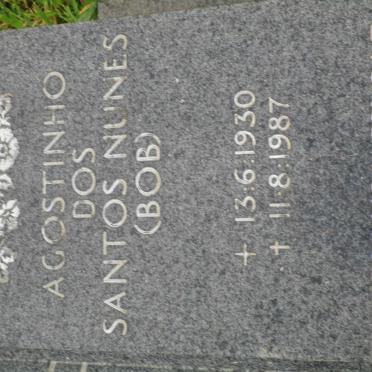 AGOSTINHO
DOS
SANTOS NUNES
(BOB)
+ 13.6.1930
+ 11.8.1987